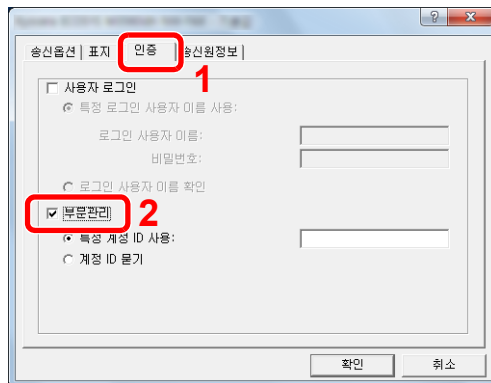 송신옵션 표지 인증 송신원정보
1
사용자 로그인
특정 로그인 사용자 이름 사용:
로그인 사용자 이름:
비밀번호:
로그인 사용자 이름 확인
부문관리 2
특정 계정 ID 사용:
계정 ID 묻기
확인 취소